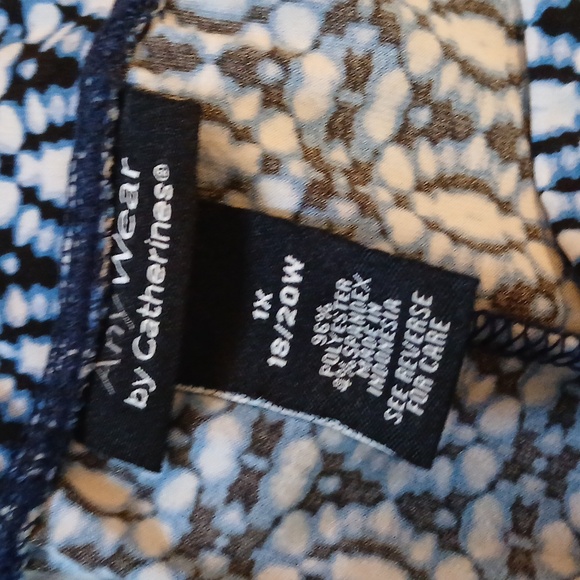 AnyWear
by Catherines®
1X
18/20W
96%
POLYESTER
4% SPANDEX
MADE IN
INDONESIA
SEE REVERSE
FOR CARE